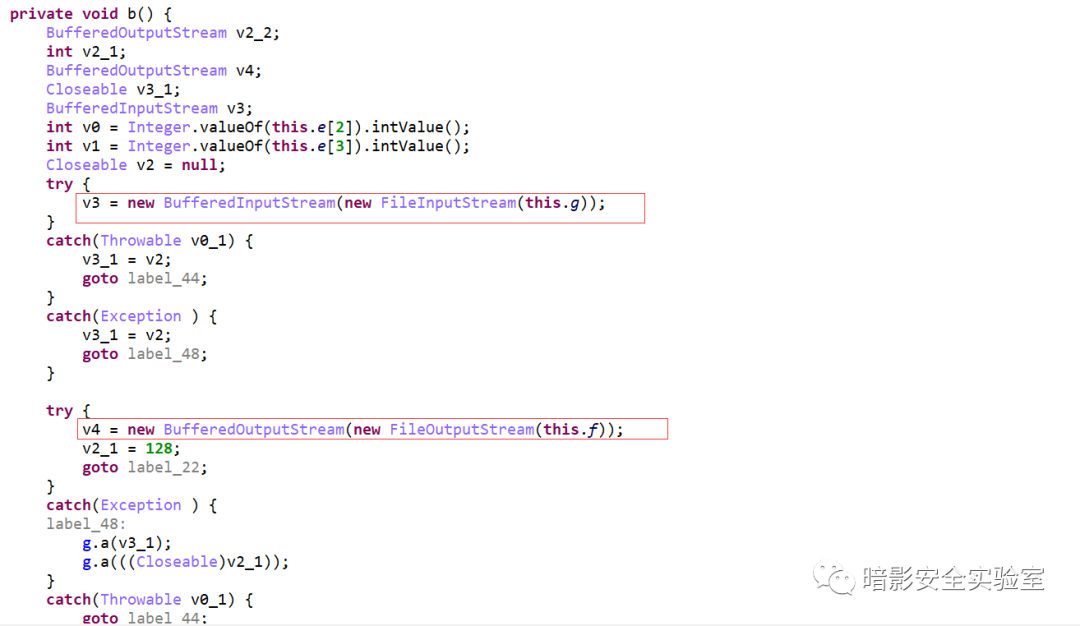 private void b() {
    BufferedOutputStream v2_2;
    int v2_1;
    BufferedOutputStream v4;
    Closeable v3_1;
    BufferedInputStream v3;
    int v0 = Integer.valueOf(this.e[2]).intValue();
    int v1 = Integer.valueOf(this.e[3]).intValue();
    Closeable v2 = null;
    try {
        v3 = new BufferedInputStream(new FileInputStream(this.g));
    }
    catch(Throwable v0_1) {
        v3_1 = v2;
        goto label_44;
    }
    catch(Exception ) {
        v3_1 = v2;
        goto label_48;
    }
    try {
        v4 = new BufferedOutputStream(new FileOutputStream(this.f));
        v2_1 = 128;
        goto label_22;
    }
    catch(Exception ) {
    label_48:
        g.a(v3_1);
        g.a(((Closeable)v2_1));
    }
    catch(Throwable v0_1) {
        goto label_44;
暗影安全实验室